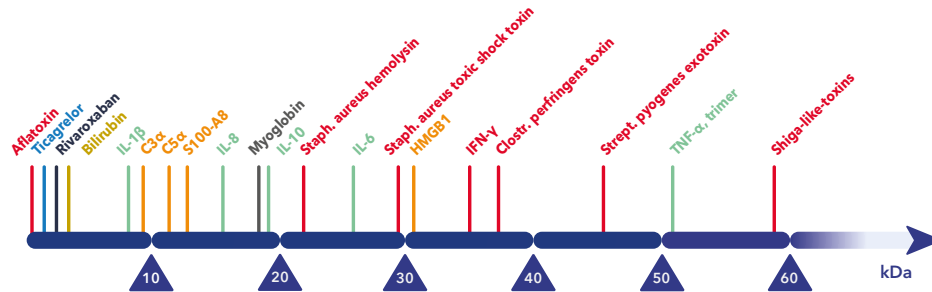 Aflatoxin
Ticagrelor
Rivaroxaban
Bilirubin
IL-1β
C3α
C5α
S100-A8
IL-8
Myoglobin
IL-10
Staph. aureus hemolysin
IL-6
Staph. aureus toxic shock toxin
HMGB1
IFN-γ
Clostr. perfringens toxin
Strept. pyogenes exotoxin
TNF-α, trimer
Shiga-like-toxins
10
20
30
40
50
60
kDa